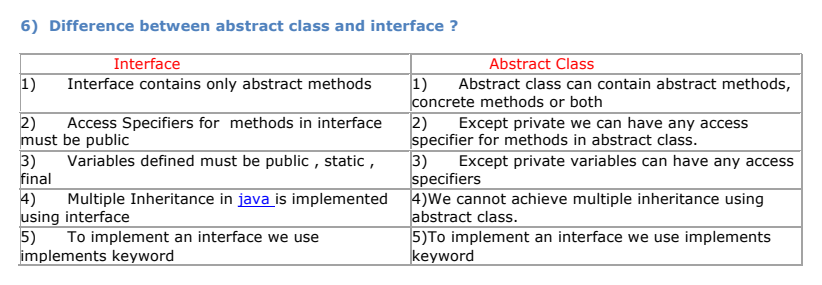 6) Difference between abstract class and interface ?
Interface
Abstract Class
1) Interface contains only abstract methods
1) Abstract class can contain abstract methods,
concrete methods or both
2) Access Specifiers for methods in interface
must be public
2) Except private we can have any access
specifier for methods in abstract class.
3) Variables defined must be public , static ,
final
3) Except private variables can have any access
specifiers
4) Multiple Inheritance in java is implemented
using interface
4)We cannot achieve multiple inheritance using
abstract class.
5) To implement an interface we use
implements keyword
5)To implement an interface we use implements
keyword